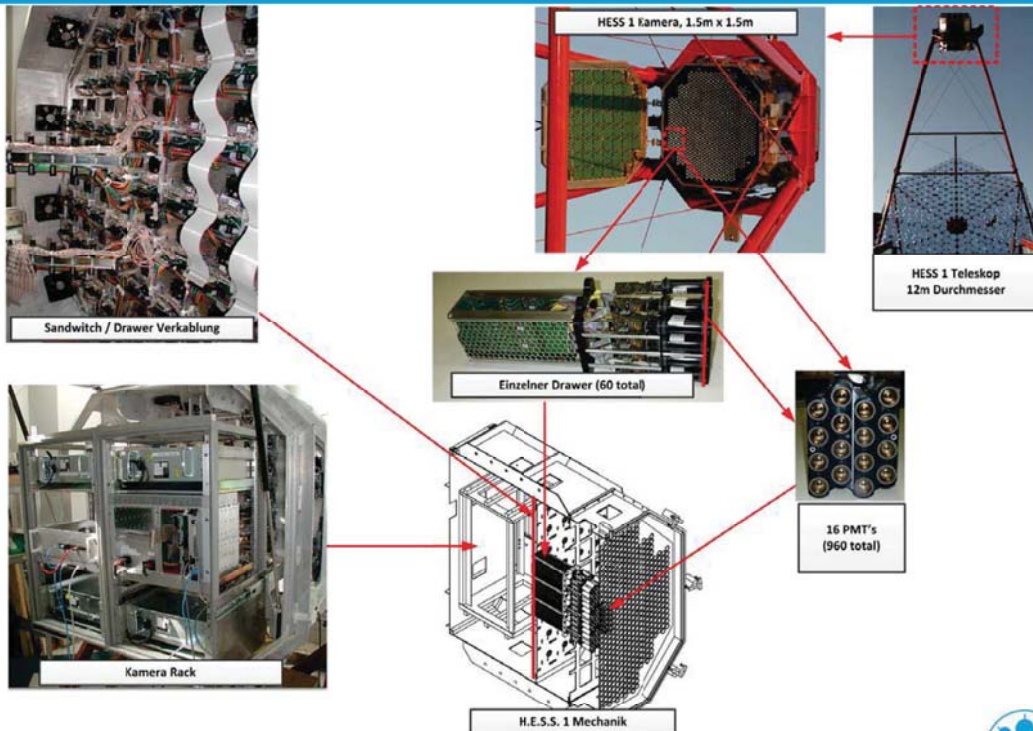 HESS 1 Kamera, 1.5m x 1.5m
HESS 1 Teleskop
12m Durchmesser
Sandwitch / Drawer Verkablung
Einzelner Drawer (60 total)
16 PMT's
(960 total)
Kamera Rack
H.E.S.S. 1 Mechanik